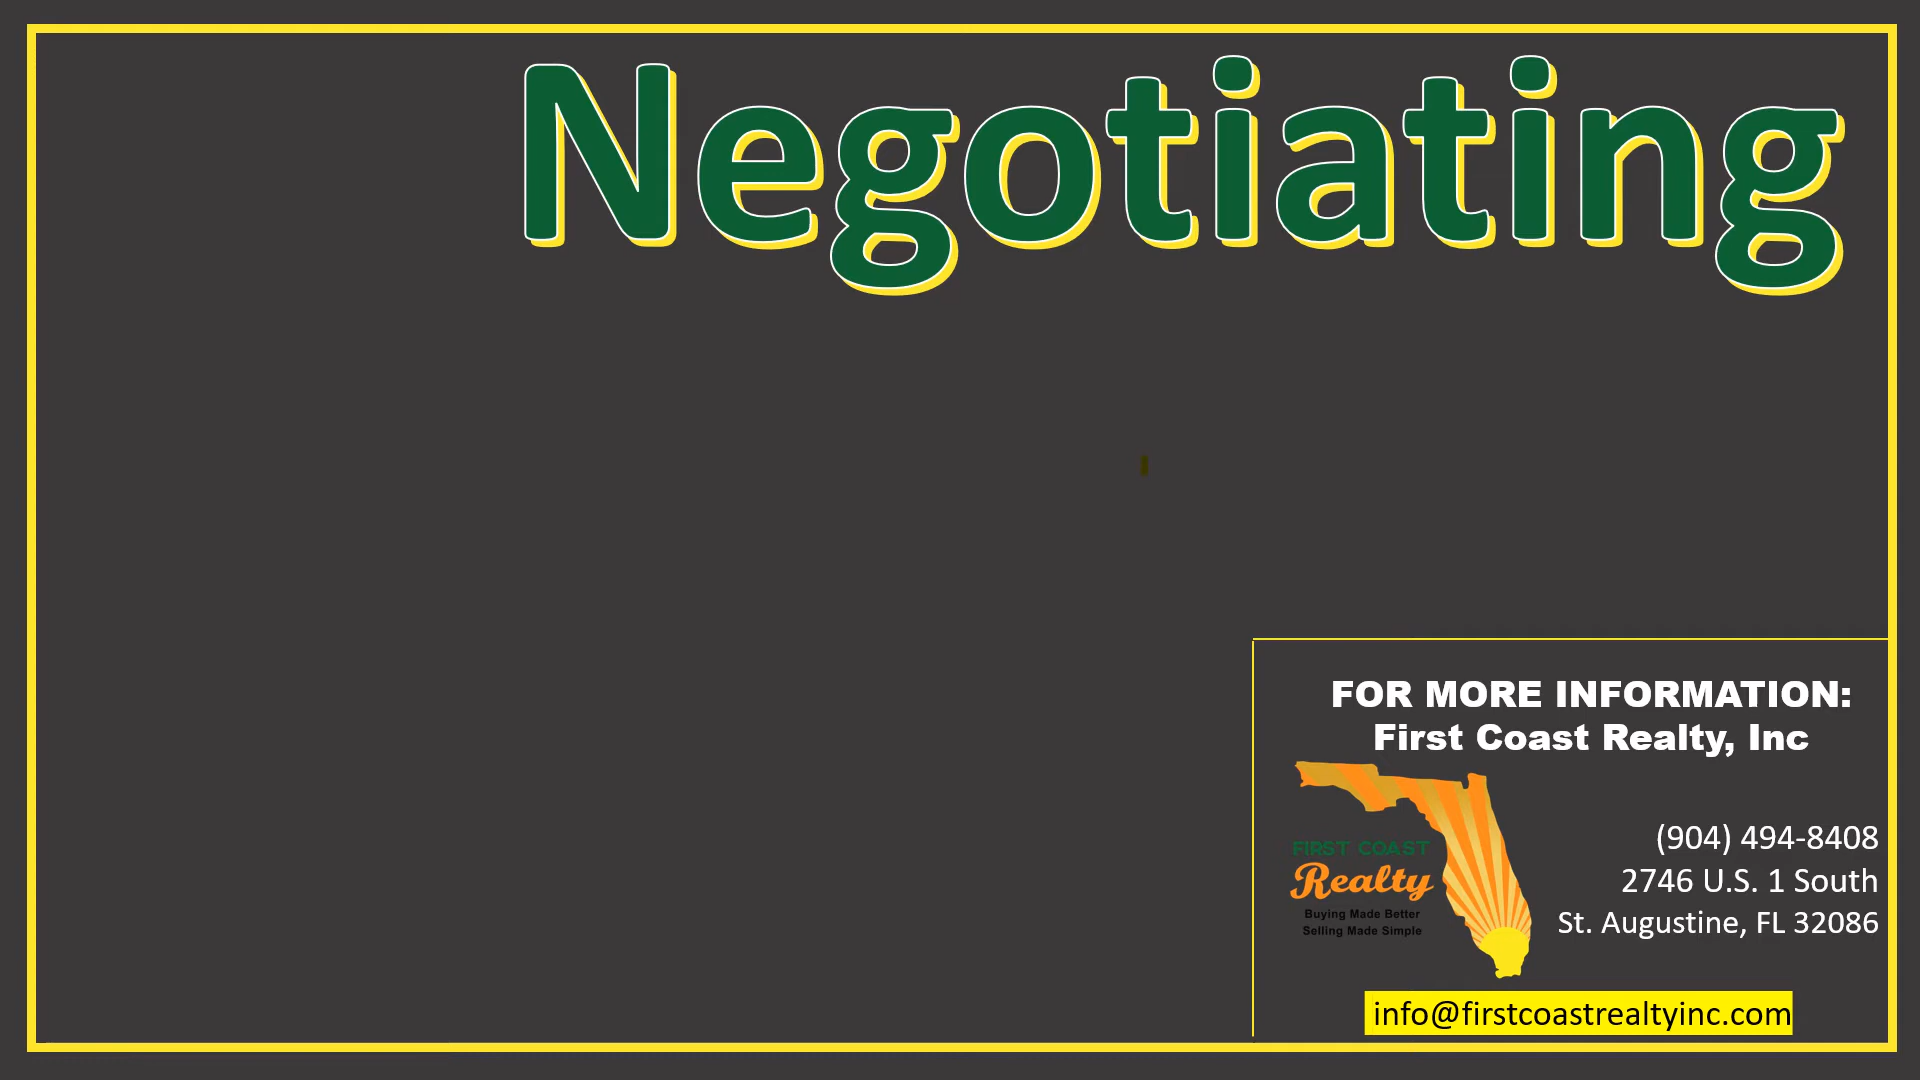 Negotiating
FOR MORE INFORMATION:
First Coast Realty, Inc
FIRST COAST
Realty
Buying Made Better
Selling Made Simple
(904) 494-8408
2746 U.S. 1 South
St. Augustine, FL 32086
info@firstcoastrealtyinc.com